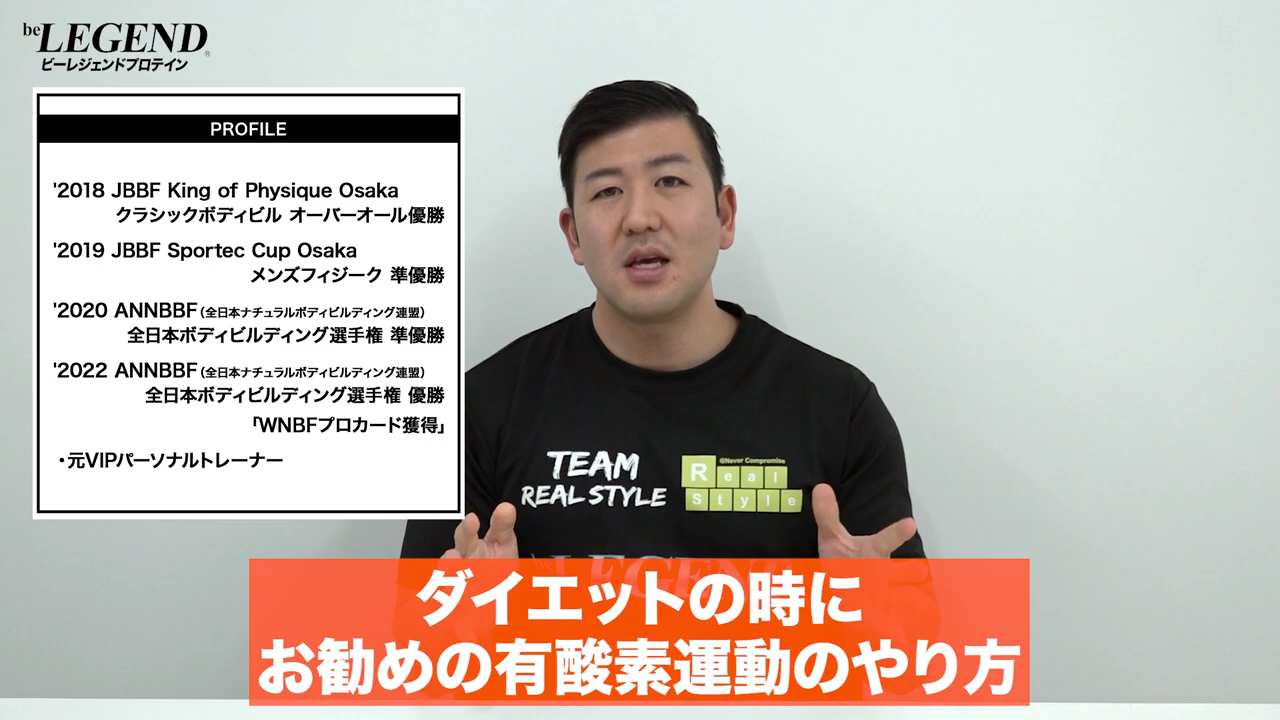 be LEGEND
ビーレジェンドプロテイン
PROFILE
'2018 JBBF King of Physique Osaka
クラシックボディビル オーバーオール優勝
'2019 JBBF Sportec Cup Osaka
メンズフィジーク 準優勝
'2020 ANNBBF(全日本ナチュラルボディビルディング連盟)
全日本ボディビルディング選手権 準優勝
'2022 ANNBBF(全日本ナチュラルボディビルディング連盟)
全日本ボディビルディング選手権 優勝
「WNBFプロカード獲得」
・元VIPパーソナルトレーナー
TEAM
REAL STYLE
@Never Compromise
Real
Style
be LEGEND
ダイエットの時に
お勧めの有酸素運動のやり方